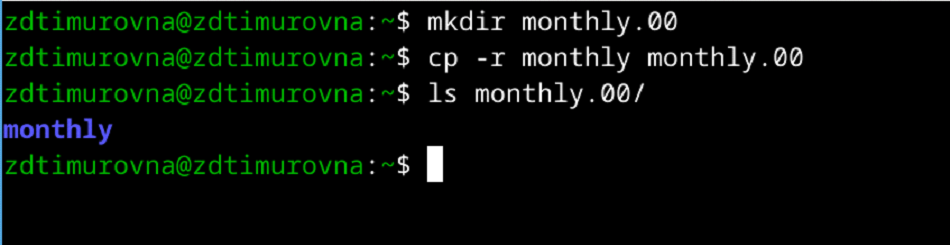 zdtimurovna@zdtimurovna:~$ mkdir monthly.00
zdtimurovna@zdtimurovna:~$ cp -r monthly monthly.00
zdtimurovna@zdtimurovna:~$ ls monthly.00/
monthly
zdtimurovna@zdtimurovna:~$